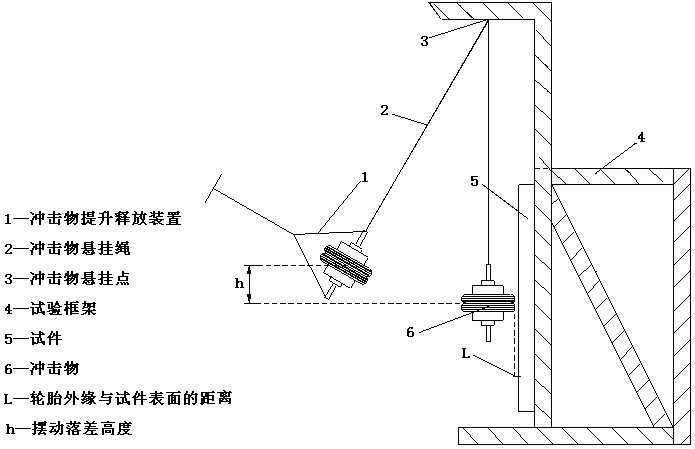 3
2
4
1
5
1—冲击物提升释放装置
2—冲击物悬挂绳
h
3—冲击物悬挂点
4—试验框架
6
5—试件
L
6—冲击物
L—轮胎外缘与试件表面的距离
h—摆动落差高度